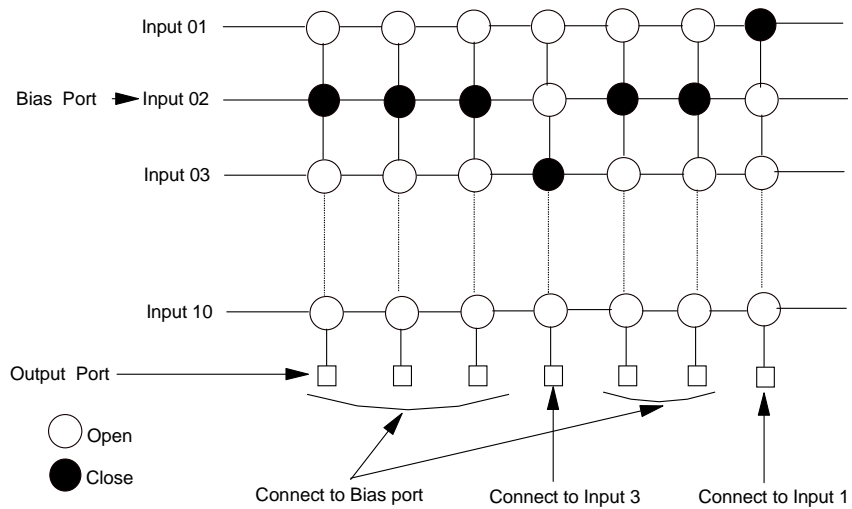 Input 01
Bias Port
Input 02
Input 03
Input 10
Output Port
Open
Close
Connect to Bias port
Connect to Input 3
Connect to Input 1